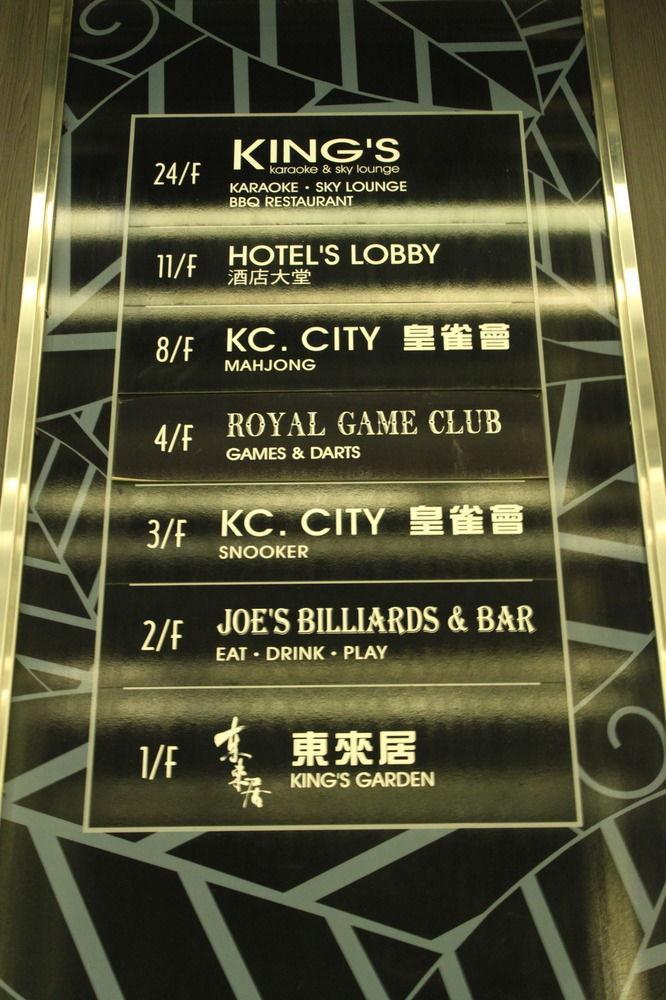 24/F
KING'S
karaoke & sky lounge
KARAOKE • SKY LOUNGE
BBQ RESTAURANT
11/F
HOTEL'S LOBBY
酒店大堂
8/F
KC. CITY 皇雀會
MAHJONG
4/F
ROYAL GAME CLUB
GAMES & DARTS
3/F
KC. CITY 皇雀會
SNOOKER
2/F
JOE'S BILLIARDS & BAR
EAT • DRINK • PLAY
1/F
東來居
東來居
KING'S GARDEN